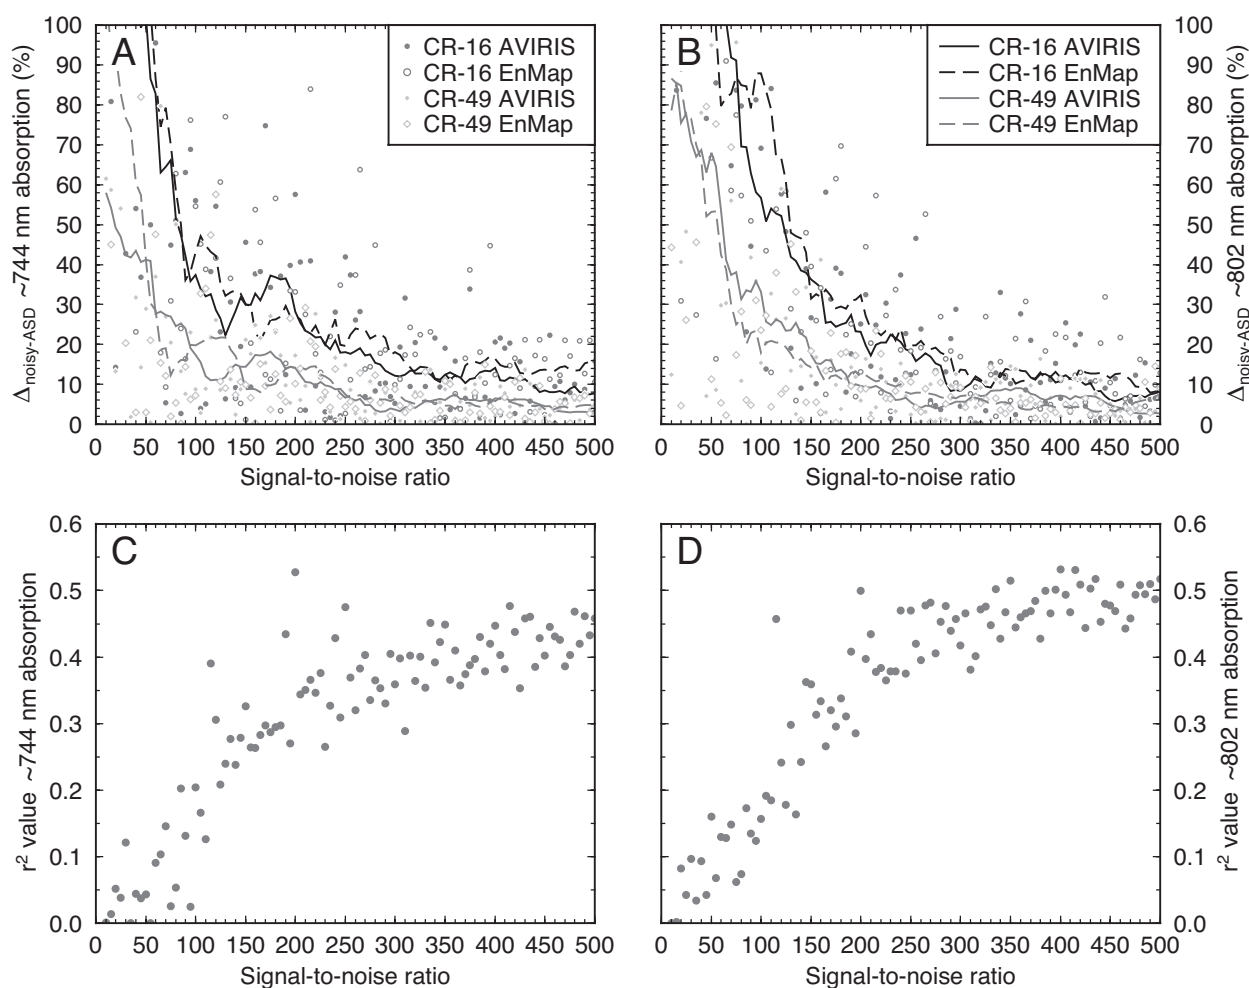 A
CR-16 AVIRIS
CR-16 EnMap
CR-49 AVIRIS
CR-49 EnMap
100
90
80
70
60
50
40
30
20
10
0
Δnoisy-ASD ~744 nm absorption (%)
0 50 100 150 200 250 300 350 400 450 500
Signal-to-noise ratio
B
CR-16 AVIRIS
CR-16 EnMap
CR-49 AVIRIS
CR-49 EnMap
100
90
80
70
60
50
40
30
20
10
0
Δnoisy-ASD ~802 nm absorption (%)
0 50 100 150 200 250 300 350 400 450 500
Signal-to-noise ratio
C
0.6
0.5
0.4
0.3
0.2
0.1
0.0
r² value ~744 nm absorption
0 50 100 150 200 250 300 350 400 450 500
Signal-to-noise ratio
D
0.6
0.5
0.4
0.3
0.2
0.1
0.0
r² value ~802 nm absorption
0 50 100 150 200 250 300 350 400 450 500
Signal-to-noise ratio